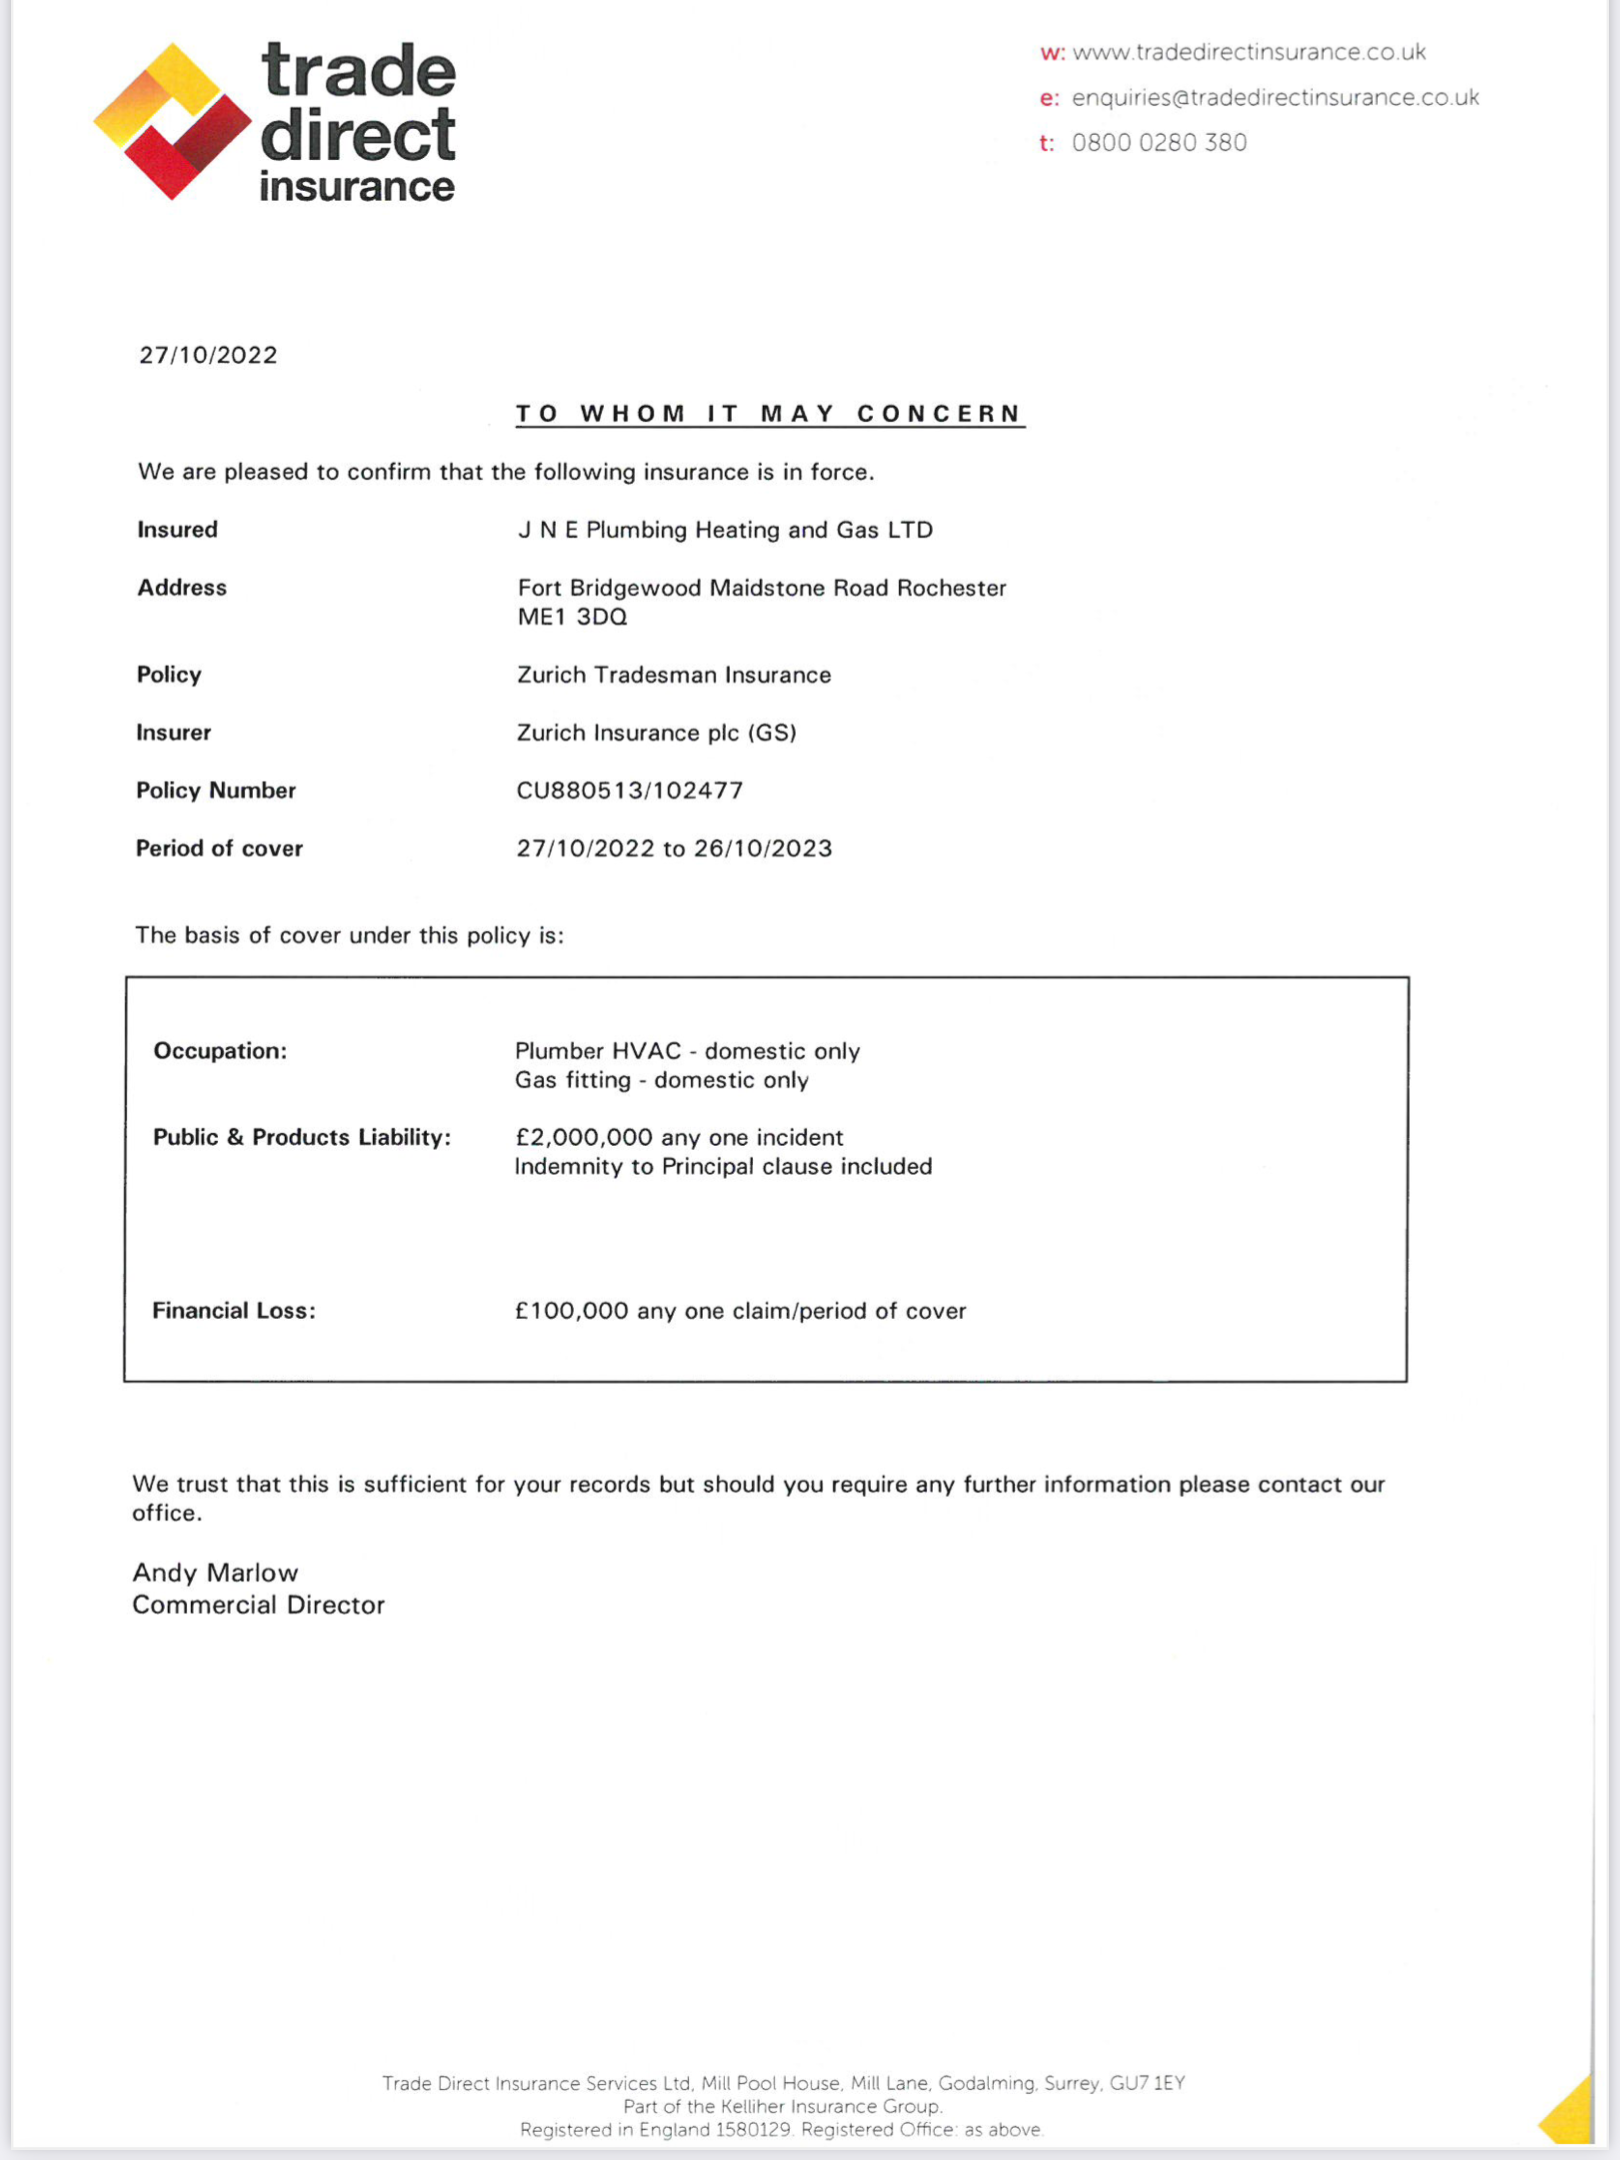 trade
direct
insurance
w: www.tradedirectinsurance.co.uk
e: enquiries@tradedirectinsurance.co.uk
t: 0800 0280 380
27/10/2022
TO WHOM IT MAY CONCERN
We are pleased to confirm that the following insurance is in force.
Insured J N E Plumbing Heating and Gas LTD
Address Fort Bridgewood Maidstone Road Rochester
ME1 3DQ
Policy Zurich Tradesman Insurance
Insurer Zurich Insurance plc (GS)
Policy Number CU880513/102477
Period of cover 27/10/2022 to 26/10/2023
The basis of cover under this policy is:
Occupation: Plumber HVAC - domestic only
Gas fitting - domestic only
Public & Products Liability: £2,000,000 any one incident
Indemnity to Principal clause included
Financial Loss: £100,000 any one claim/period of cover
We trust that this is sufficient for your records but should you require any further information please contact our
office.
Andy Marlow
Commercial Director
Trade Direct Insurance Services Ltd, Mill Pool House, Mill Lane, Godalming, Surrey, GU7 1EY
Part of the Kelliher Insurance Group.
Registered in England 1580129. Registered Office: as above.